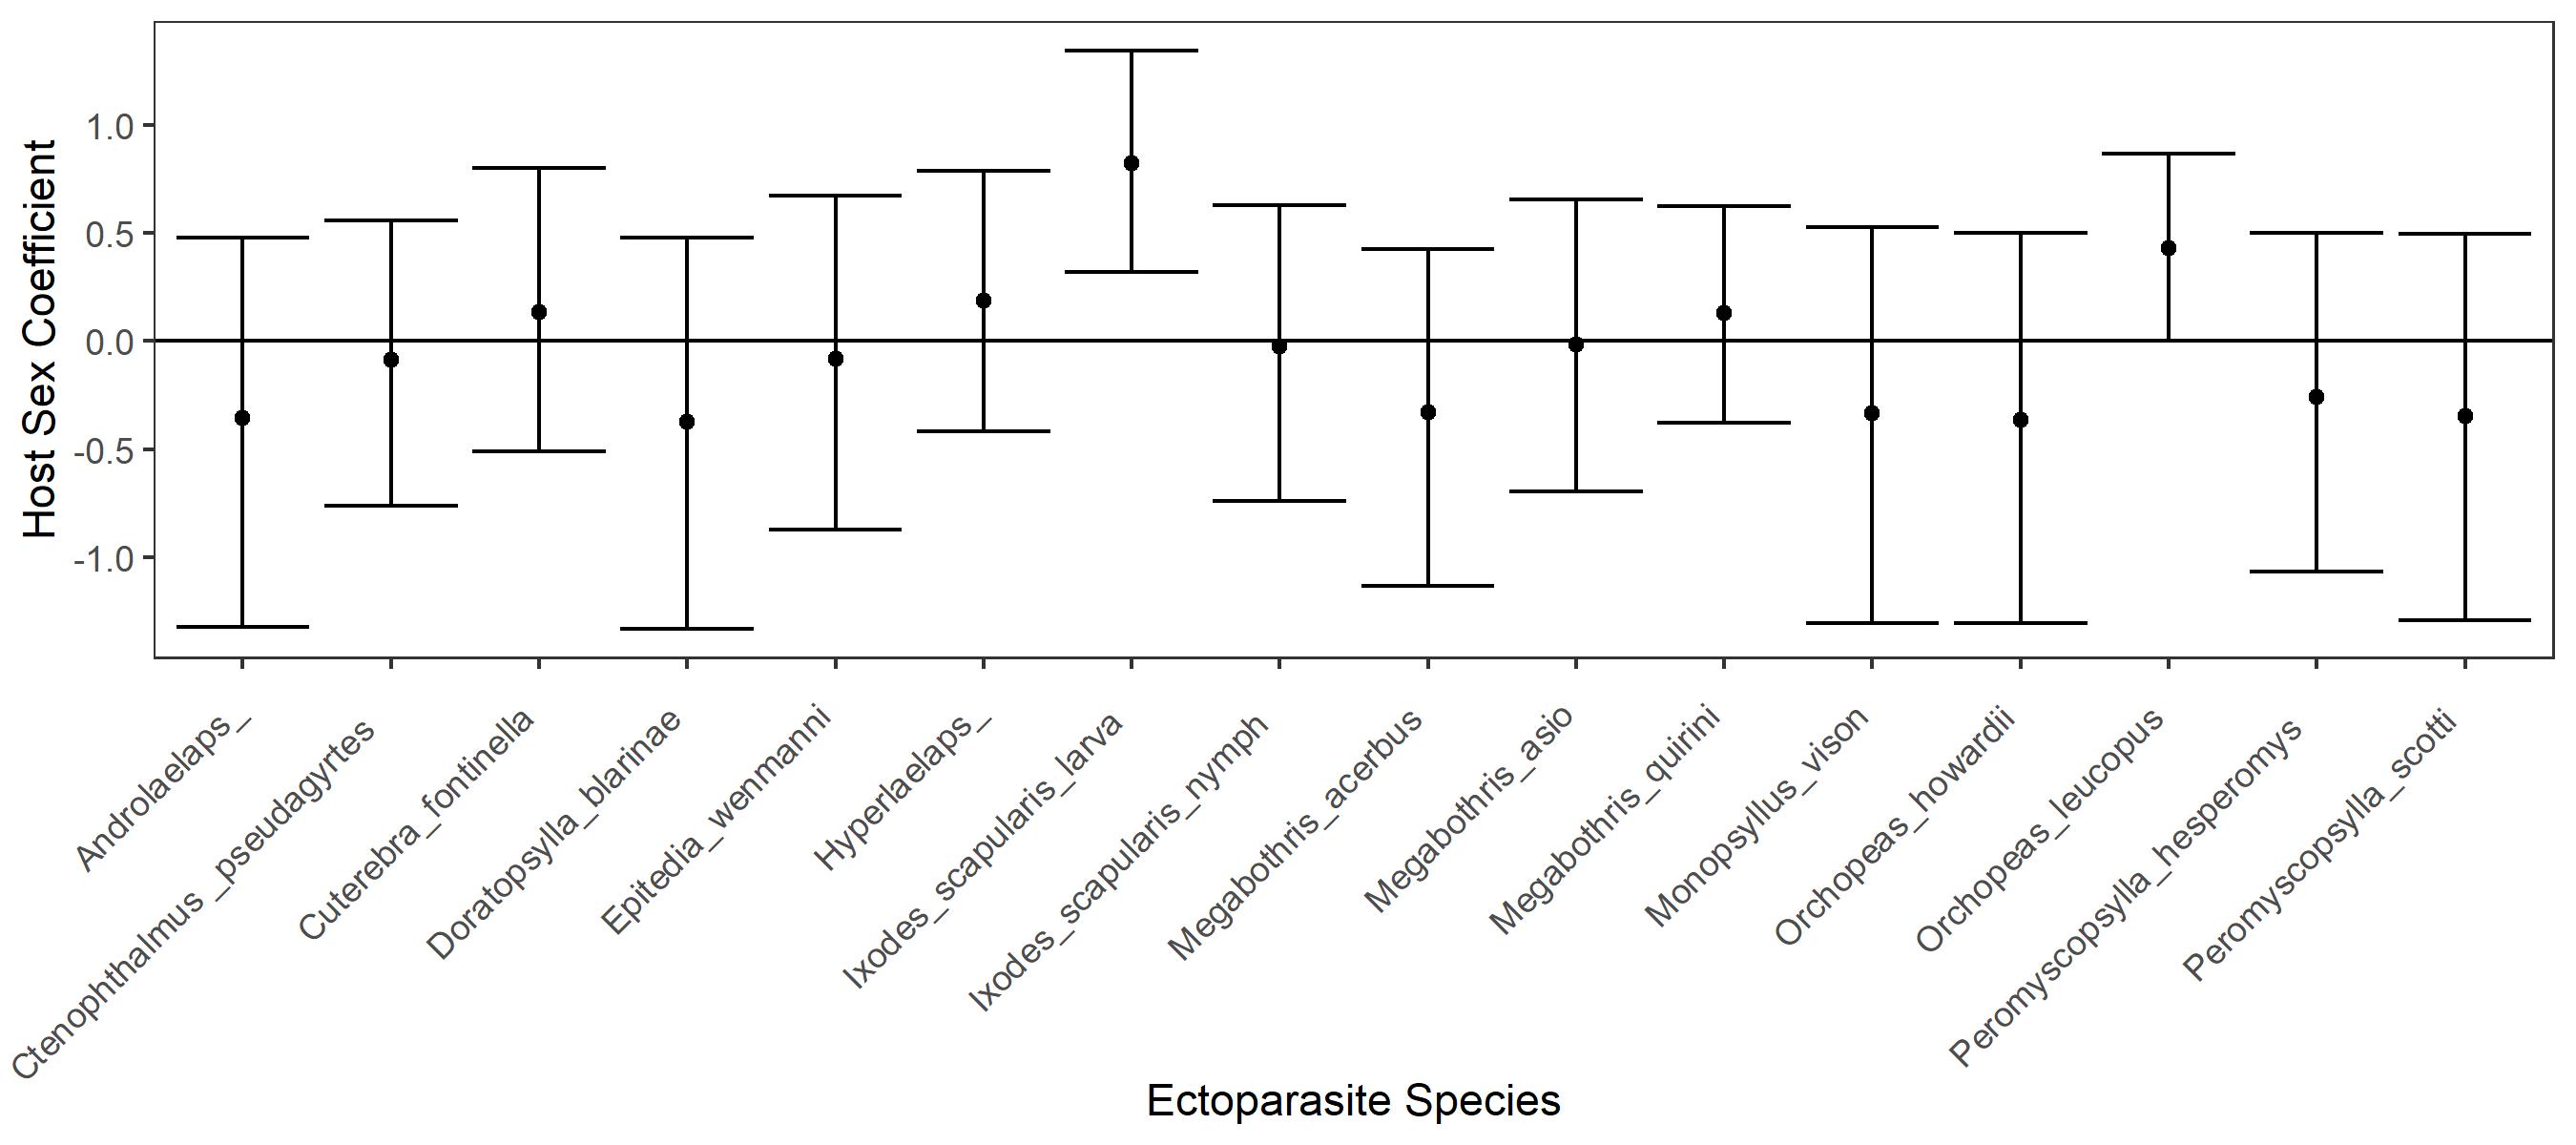 Host Sex Coefficient
1.0
0.5
0.0
-0.5
-1.0
Androlaelaps_
Ctenophthalmus _pseudagyrtes
Cuterebra_fontinella
Doratopsylla_blarinae
Epitedia_wenmanni
Hyperlaelaps_
Ixodes_scapularis_larva
Ixodes_scapularis_nymph
Megabothris_acerbus
Megabothris_asio
Megabothris_quirini
Monopsyllus_vison
Orchopeas_howardii
Orchopeas_leucopus
Peromyscopsylla_hesperomys
Peromyscopsylla_scotti
Ectoparasite Species